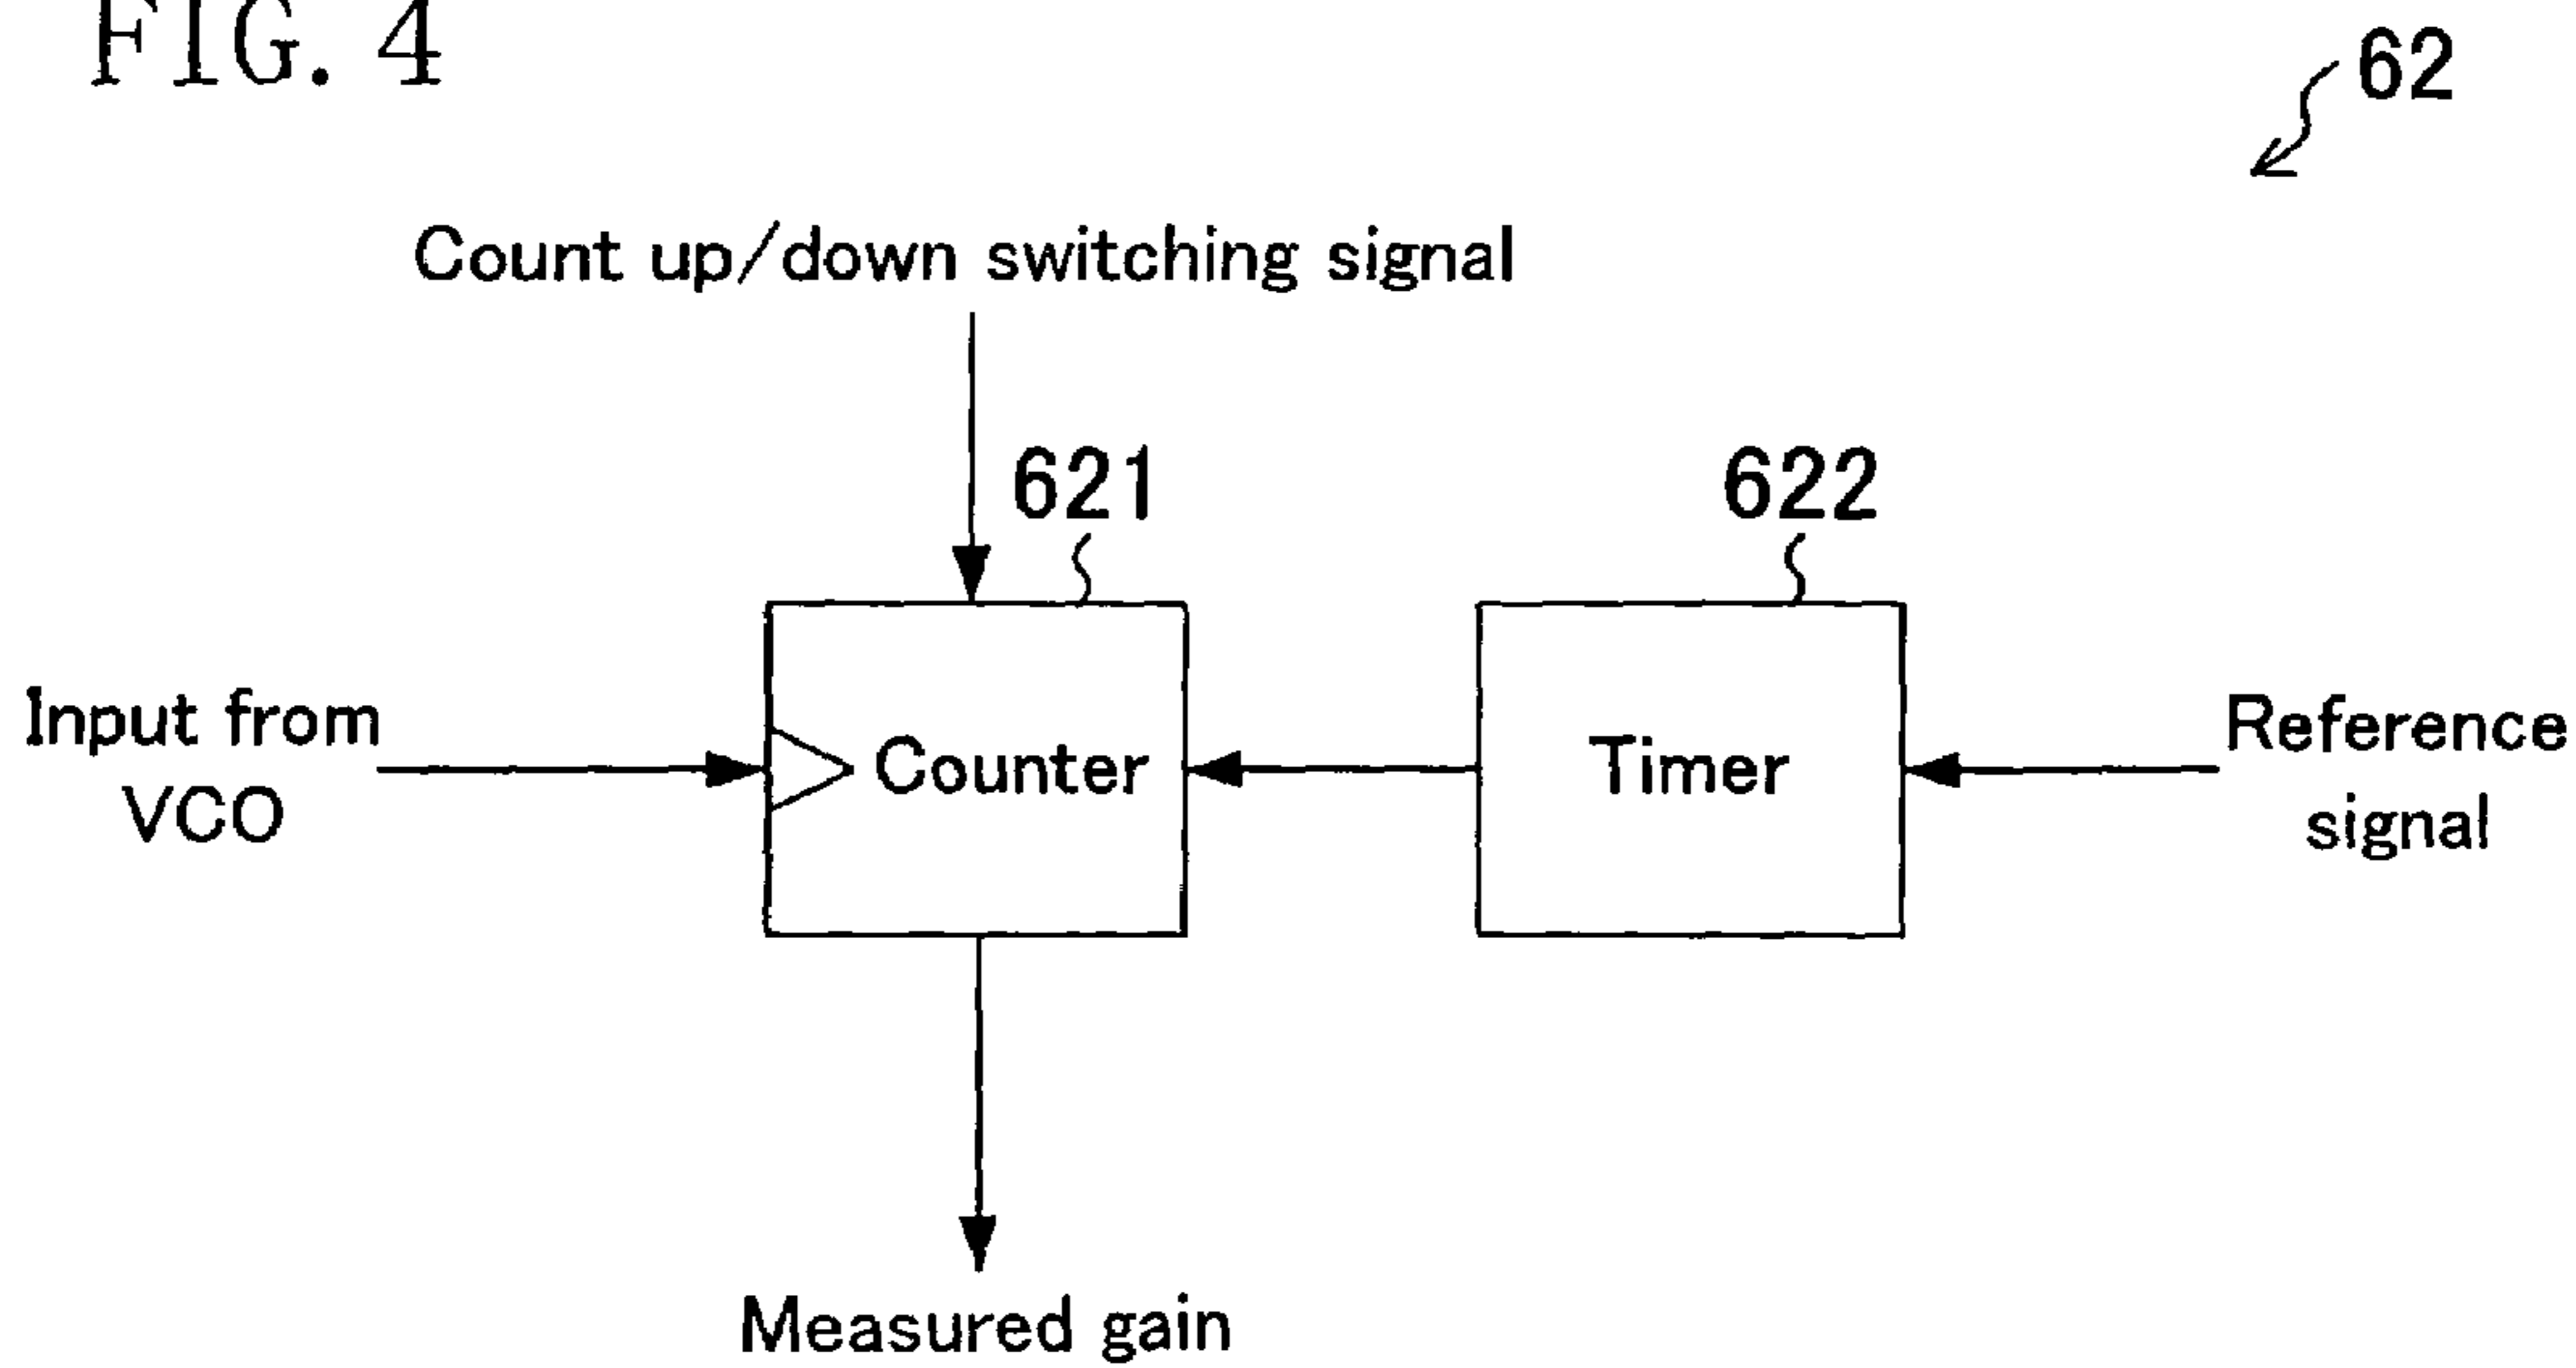 FIG. 4
62
Count up/down switching signal
621
622
Input from
VCO
Counter
Timer
Reference
signal
Measured gain